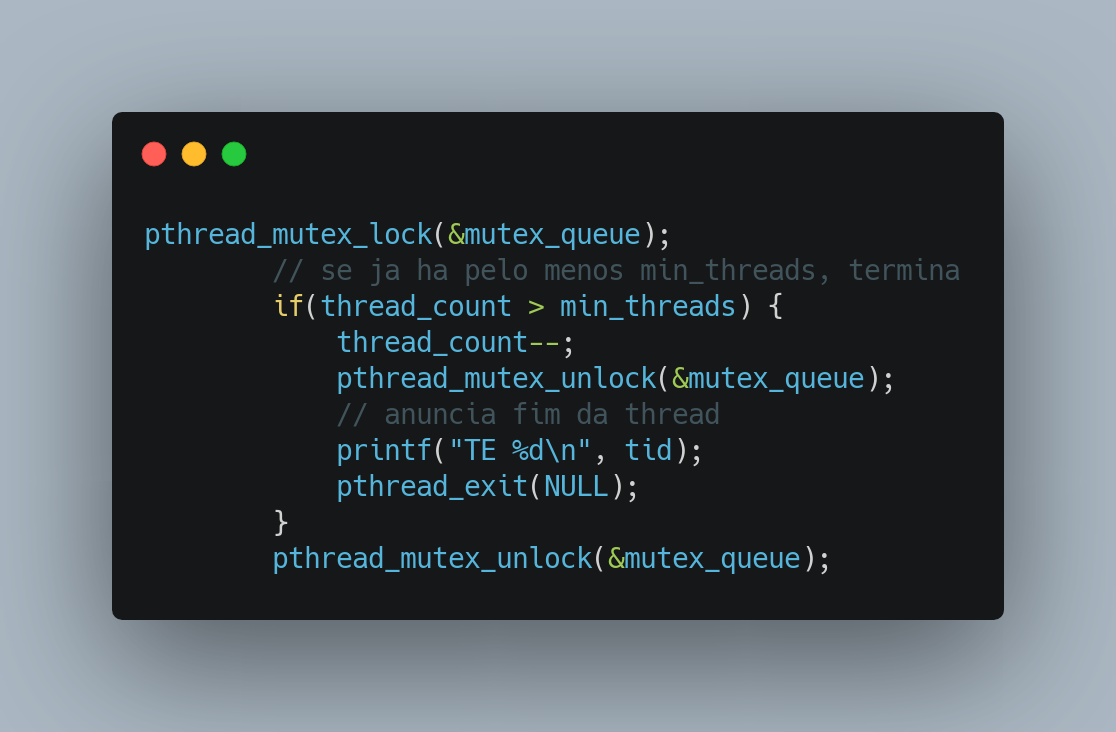 pthread_mutex_lock(&mutex_queue);
        // se ja ha pelo menos min_threads, termina
        if(thread_count > min_threads) {
            thread_count--;
            pthread_mutex_unlock(&mutex_queue);
            // anuncia fim da thread
            printf("TE %d\n", tid);
            pthread_exit(NULL);
        }
        pthread_mutex_unlock(&mutex_queue);